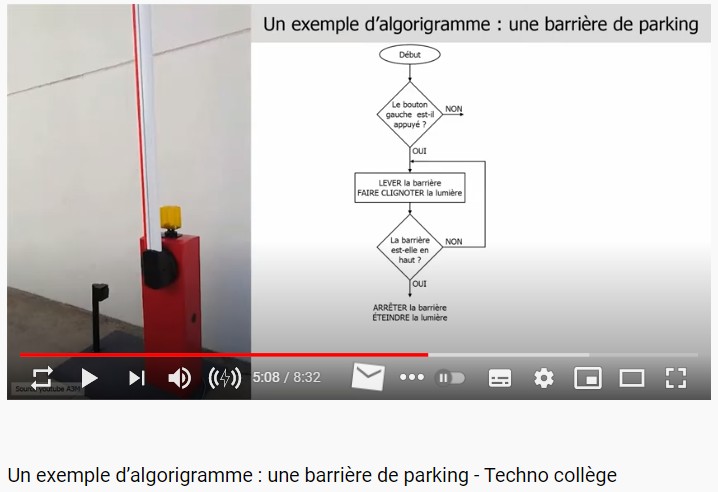 Un exemple d'algorigramme : une barrière de parking
Début
Le bouton
gauche est-il
appuyé ?
NON
OUI
LEVER la barrière
FAIRE CLIGNOTER la lumière
La barrière
est-elle en
haut ?
NON
OUI
ARRÊTER la barrière
ÉTEINDRE la lumière
Source youtube A3M
5:08 / 8:32
Un exemple d'algorigramme : une barrière de parking - Techno collège